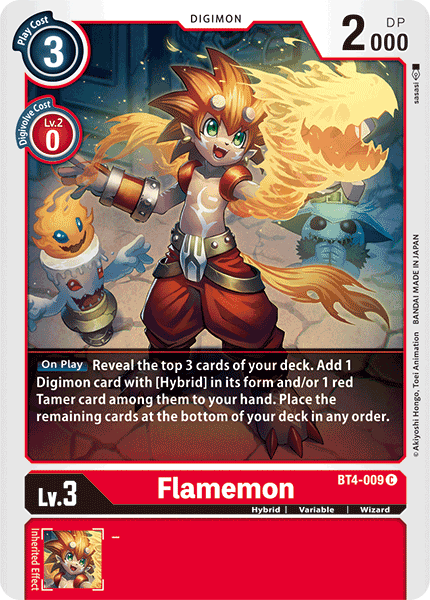 Play Cost
3
DIGIMON
2000
DP
Digivolve Cost
Lv.2
0
sasasi
On Play Reveal the top 3 cards of your deck. Add 1
Digimon card with [Hybrid] in its form and/or 1 red
Tamer card among them to your hand. Place the
remaining cards at the bottom of your deck in any order.
©Akiyoshi Hongo, Toei Animation BANDAI MADE IN JAPAN
Lv.3
Flamemon
BT4-009 C
Hybrid | Variable | Wizard
Inherited Effect
–